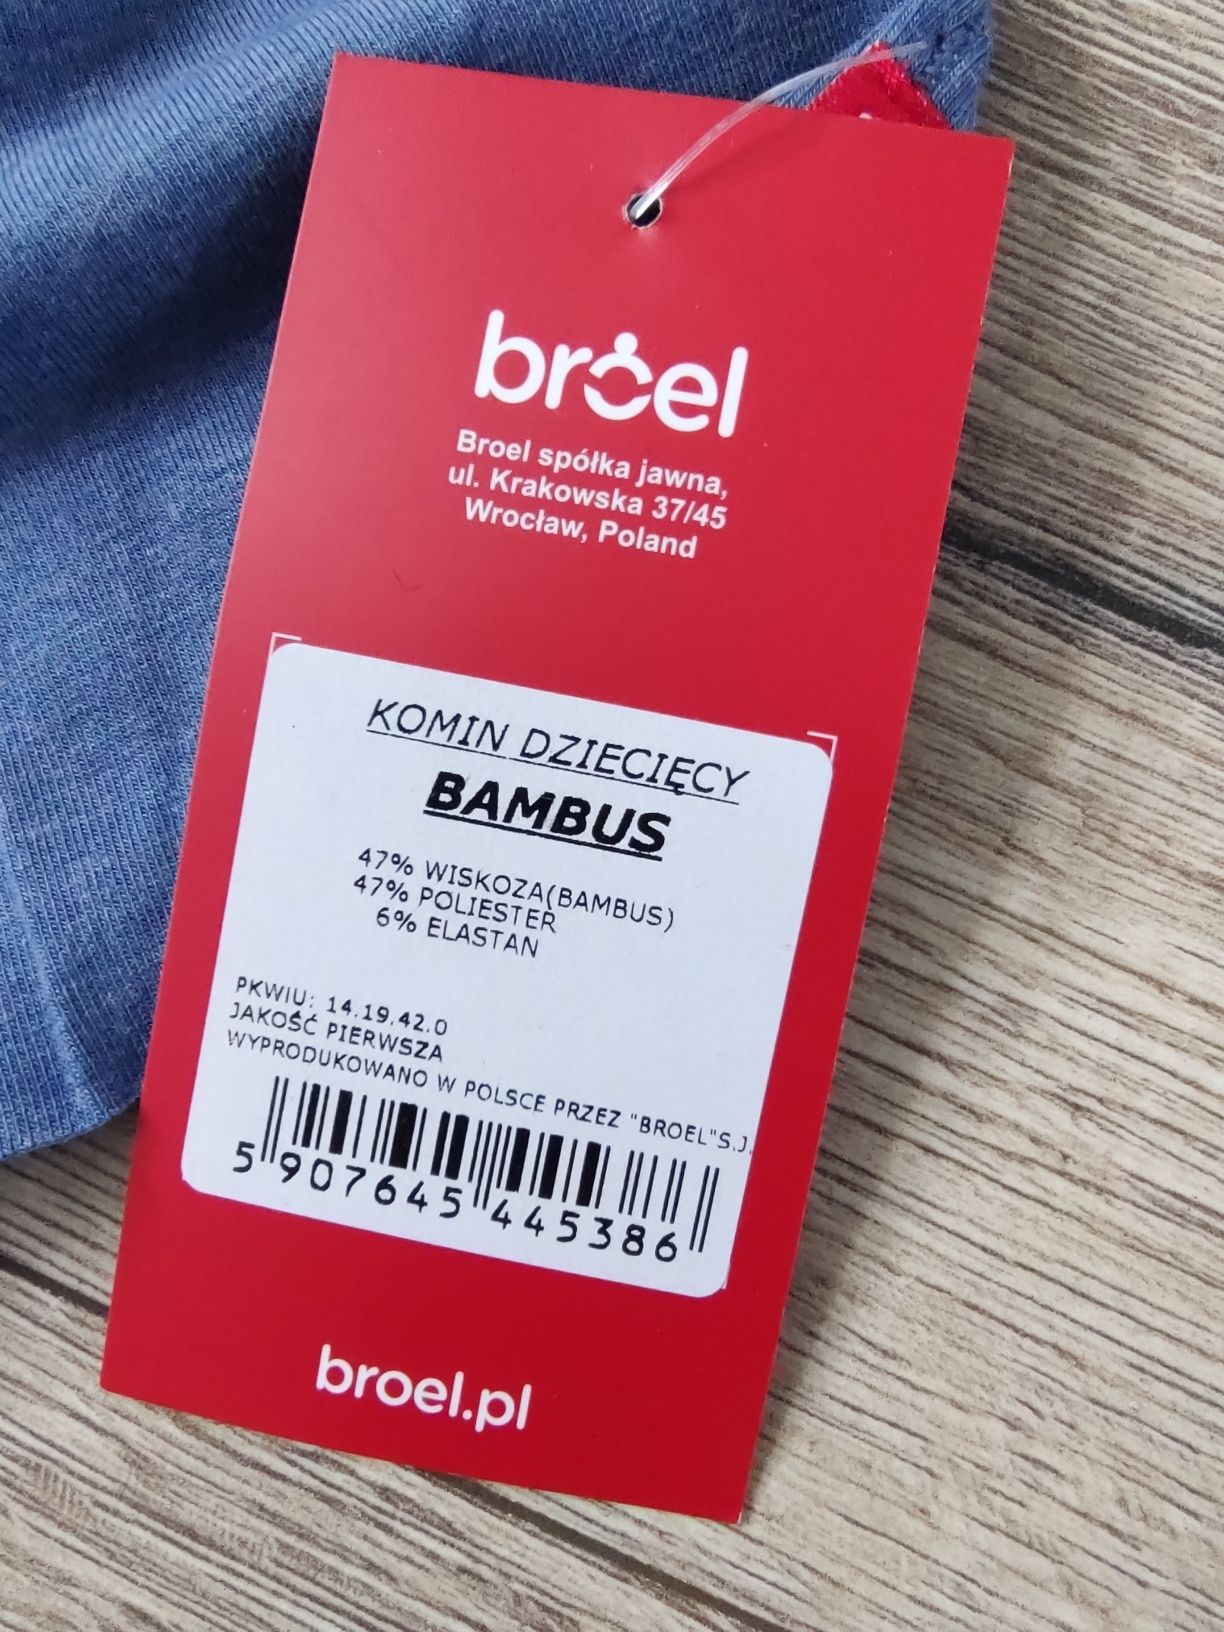 broel
Broel spółka jawna,
ul. Krakowska 37/45
Wrocław, Poland
KOMIN DZIECIĘCY
BAMBUS
47% WISKOZA(BAMBUS)
47% POLIESTER
6% ELASTAN
PKWIU: 14.19.42.0
JAKOŚĆ PIERWSZA
WYPRODUKOWANO W POLSCE PRZEZ "BROEL"S.J.
5 907645 445386
broel.pl